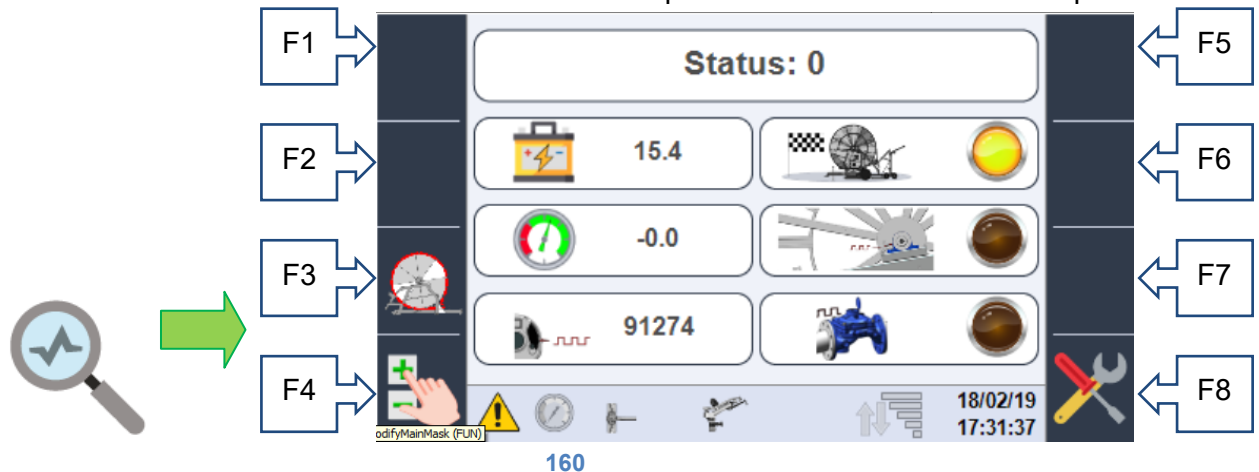 F1
F5
Status: 0
F2
15.4
F6
F3
-0.0
F7
91274
F4
F8
18/02/19
17:31:37
odifyMainMask (FUN)
160